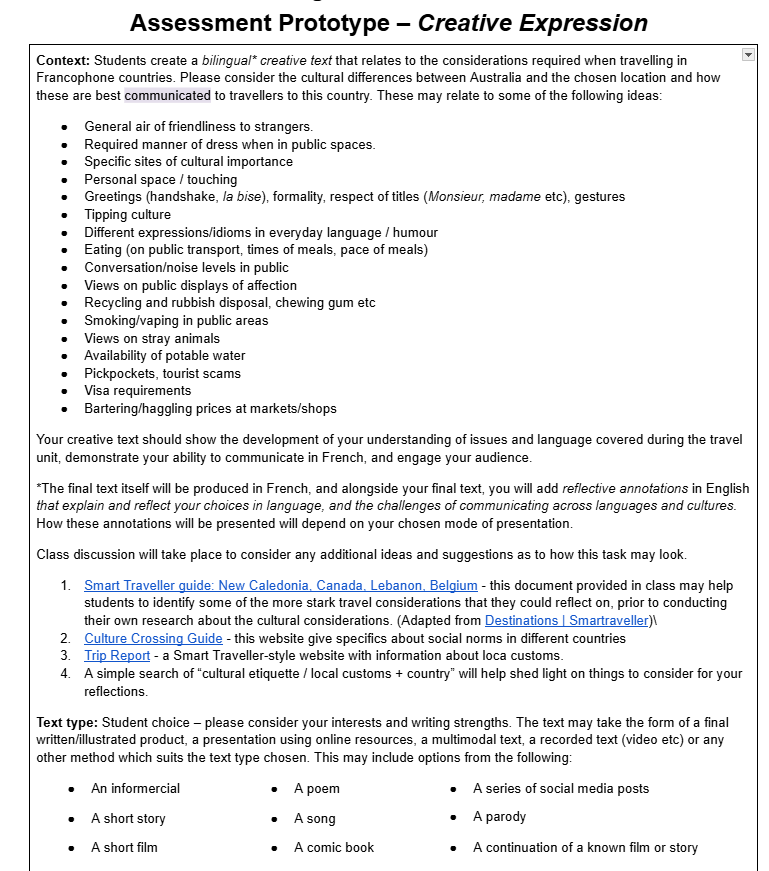 Assessment Prototype – Creative Expression
Context: Students create a bilingual* creative text that relates to the considerations required when travelling in
Francophone countries. Please consider the cultural differences between Australia and the chosen location and how
these are best communicated to travellers to this country. These may relate to some of the following ideas:
● General air of friendliness to strangers.
● Required manner of dress when in public spaces.
● Specific sites of cultural importance
● Personal space / touching
● Greetings (handshake, la bise), formality, respect of titles (Monsieur, madame etc), gestures
● Tipping culture
● Different expressions/idioms in everyday language / humour
● Eating (on public transport, times of meals, pace of meals)
● Conversation/noise levels in public
● Views on public displays of affection
● Recycling and rubbish disposal, chewing gum etc
● Smoking/vaping in public areas
● Views on stray animals
● Availability of potable water
● Pickpockets, tourist scams
● Visa requirements
● Bartering/haggling prices at markets/shops
Your creative text should show the development of your understanding of issues and language covered during the travel
unit, demonstrate your ability to communicate in French, and engage your audience.
*The final text itself will be produced in French, and alongside your final text, you will add reflective annotations in English
that explain and reflect your choices in language, and the challenges of communicating across languages and cultures.
How these annotations will be presented will depend on your chosen mode of presentation.
Class discussion will take place to consider any additional ideas and suggestions as to how this task may look.
1. Smart Traveller guide: New Caledonia, Canada, Lebanon, Belgium - this document provided in class may help
students to identify some of the more stark travel considerations that they could reflect on, prior to conducting
their own research about the cultural considerations. (Adapted from Destinations | Smartraveller)\
2. Culture Crossing Guide - this website give specifics about social norms in different countries
3. Trip Report - a Smart Traveller-style website with information about loca customs.
4. A simple search of “cultural etiquette / local customs + country” will help shed light on things to consider for your
reflections.
Text type: Student choice – please consider your interests and writing strengths. The text may take the form of a final
written/illustrated product, a presentation using online resources, a multimodal text, a recorded text (video etc) or any
other method which suits the text type chosen. This may include options from the following:
● An informercial ● A poem ● A series of social media posts
● A short story ● A song ● A parody
● A short film ● A comic book ● A continuation of a known film or story